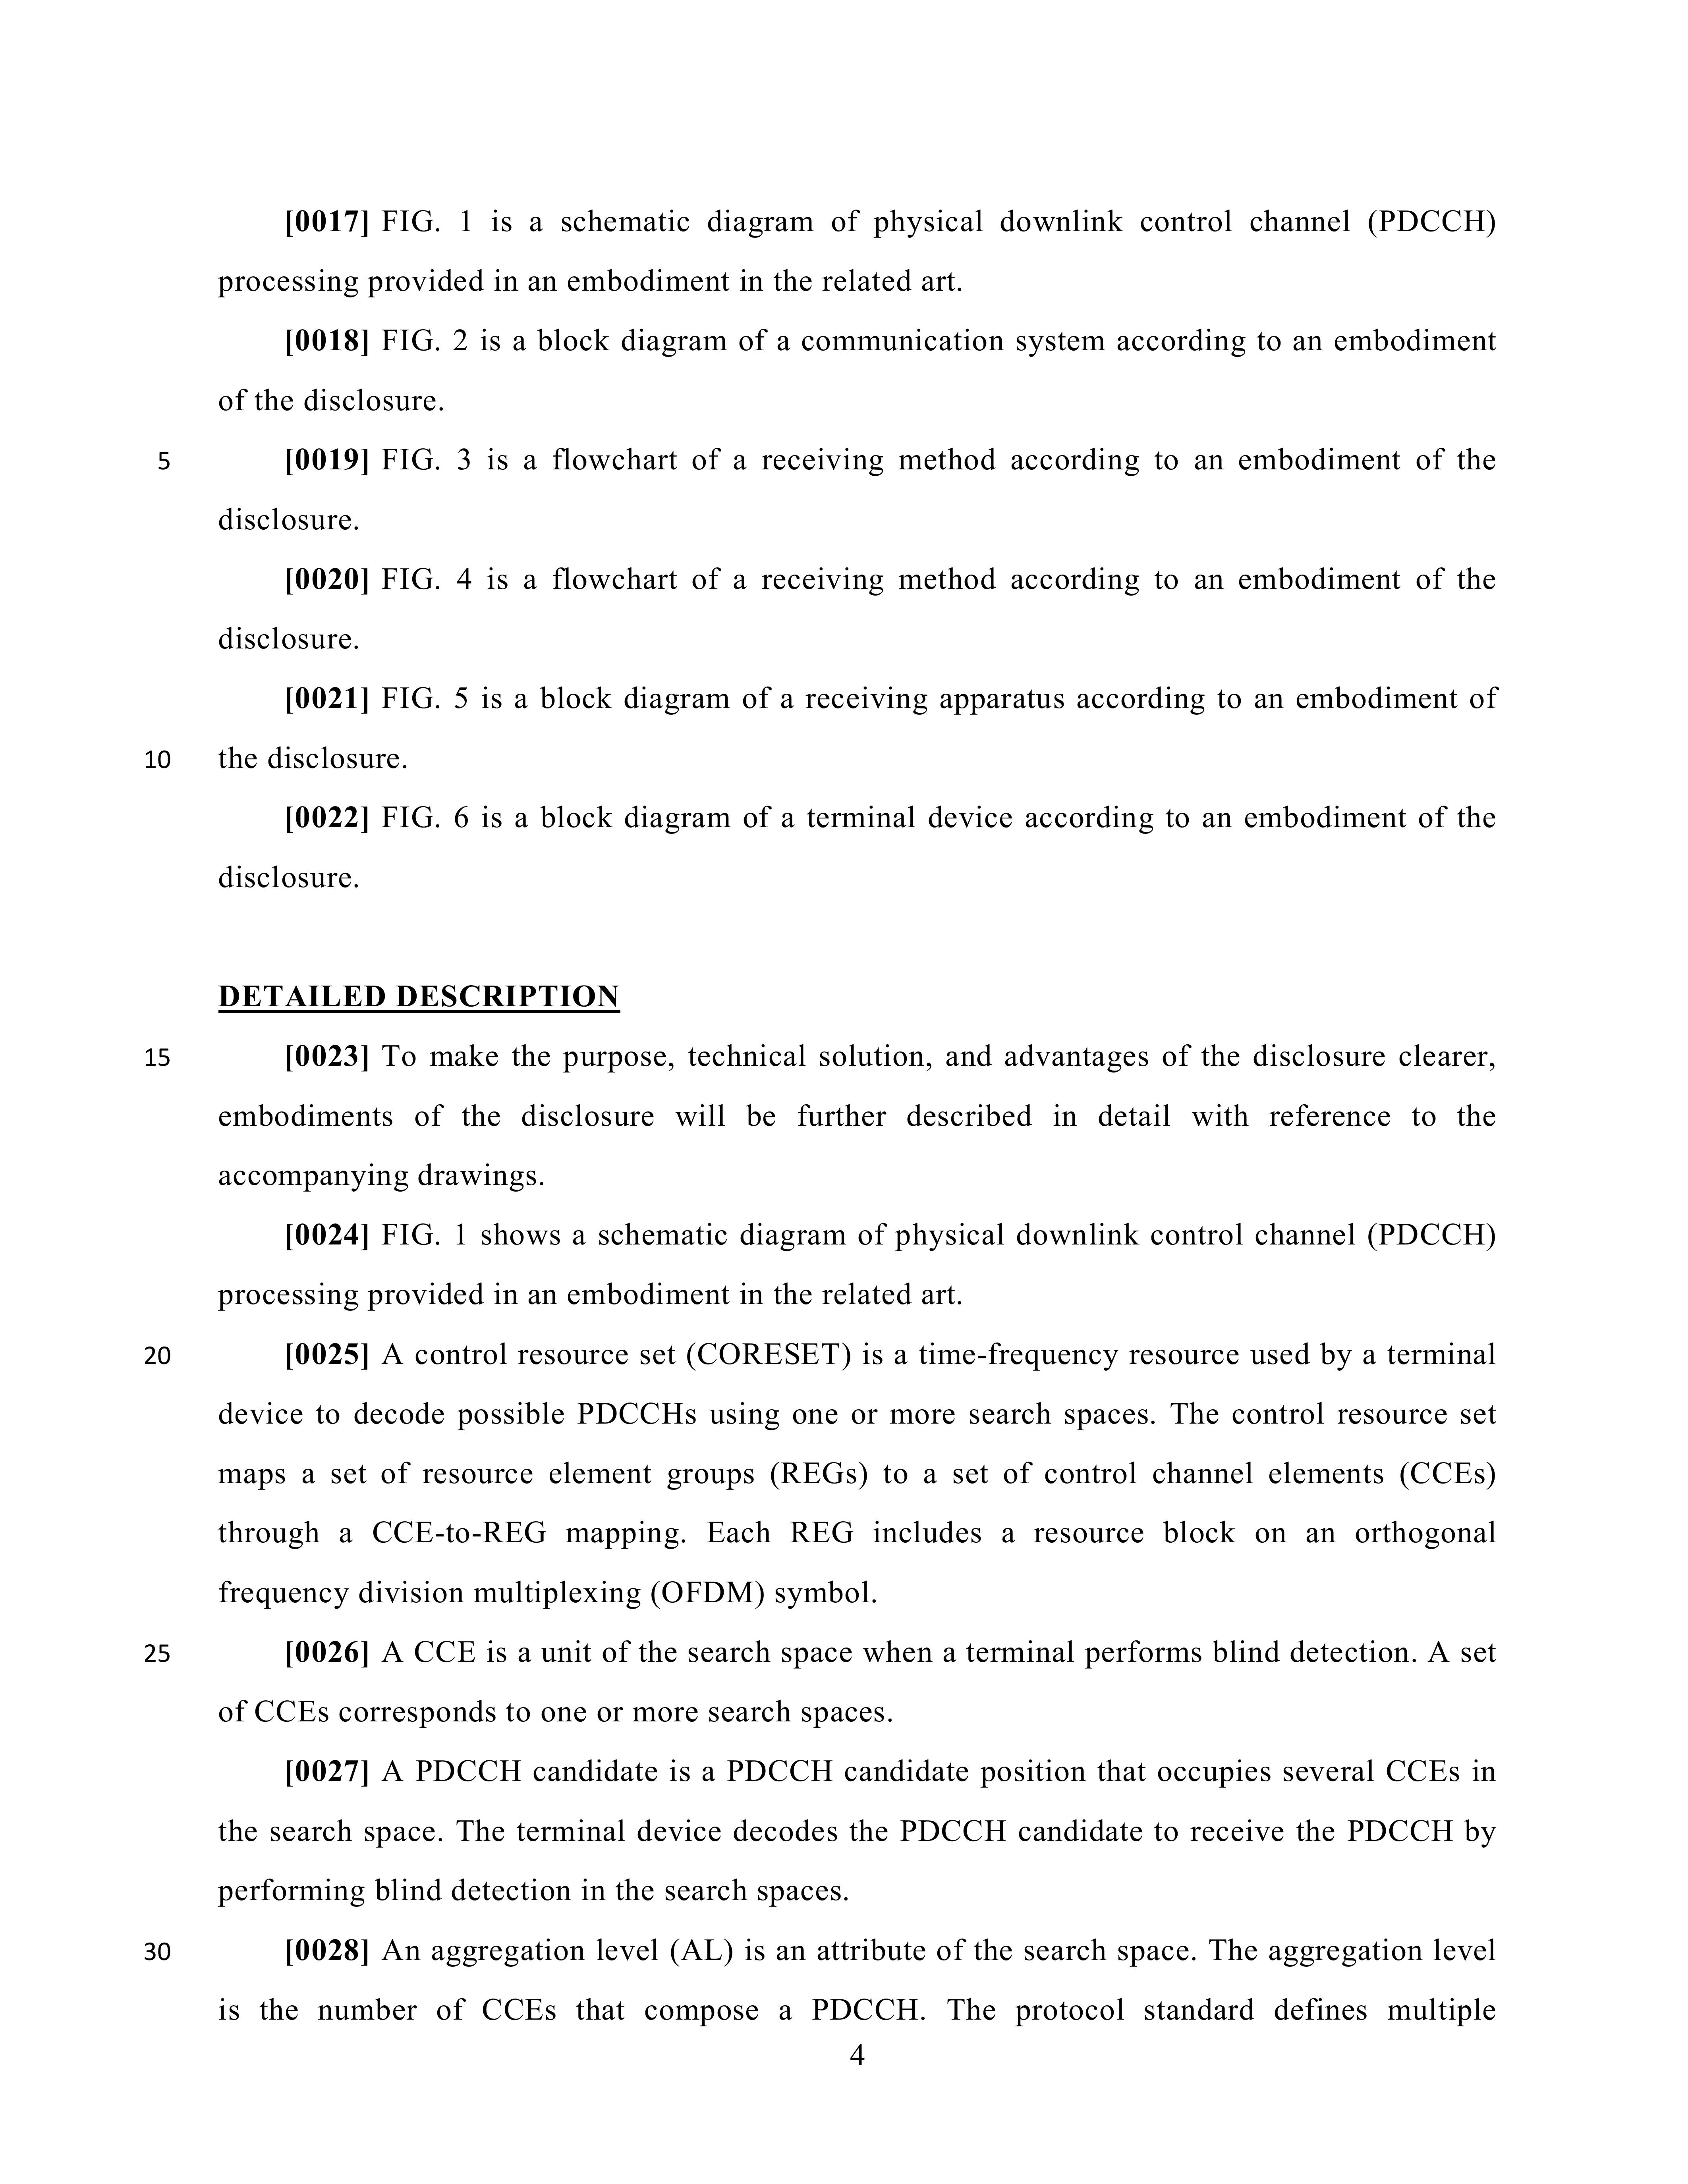 [0017] FIG. 1 is a schematic diagram of physical downlink control channel (PDCCH)
processing provided in an embodiment in the related art.
[0018] FIG. 2 is a block diagram of a communication system according to an embodiment
of the disclosure.
5 [0019] FIG. 3 is a flowchart of a receiving method according to an embodiment of the
disclosure.
[0020] FIG. 4 is a flowchart of a receiving method according to an embodiment of the
disclosure.
[0021] FIG. 5 is a block diagram of a receiving apparatus according to an embodiment of
10 the disclosure.
[0022] FIG. 6 is a block diagram of a terminal device according to an embodiment of the
disclosure.
DETAILED DESCRIPTION
15 [0023] To make the purpose, technical solution, and advantages of the disclosure clearer,
embodiments of the disclosure will be further described in detail with reference to the
accompanying drawings.
[0024] FIG. 1 shows a schematic diagram of physical downlink control channel (PDCCH)
processing provided in an embodiment in the related art.
20 [0025] A control resource set (CORESET) is a time-frequency resource used by a terminal
device to decode possible PDCCHs using one or more search spaces. The control resource set
maps a set of resource element groups (REGs) to a set of control channel elements (CCEs)
through a CCE-to-REG mapping. Each REG includes a resource block on an orthogonal
frequency division multiplexing (OFDM) symbol.
25 [0026] A CCE is a unit of the search space when a terminal performs blind detection. A set
of CCEs corresponds to one or more search spaces.
[0027] A PDCCH candidate is a PDCCH candidate position that occupies several CCEs in
the search space. The terminal device decodes the PDCCH candidate to receive the PDCCH by
performing blind detection in the search spaces.
30 [0028] An aggregation level (AL) is an attribute of the search space. The aggregation level
is the number of CCEs that compose a PDCCH. The protocol standard defines multiple
4